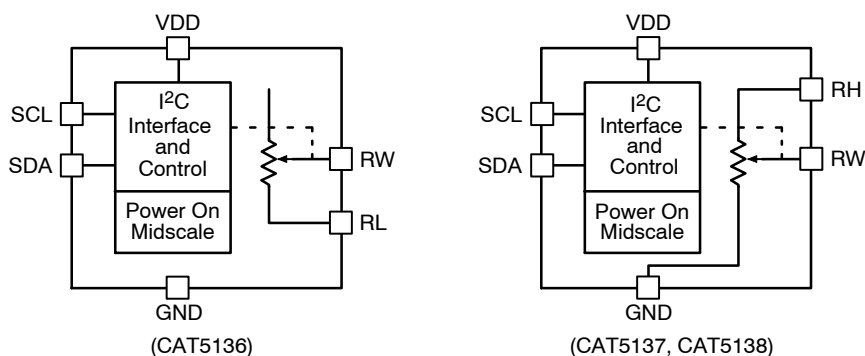 VDD
SCL
SDA
I²C
Interface
and
Control
Power On
Midscale
RW
RL
GND
(CAT5136)
VDD
SCL
SDA
I²C
Interface
and
Control
Power On
Midscale
RH
RW
GND
(CAT5137, CAT5138)